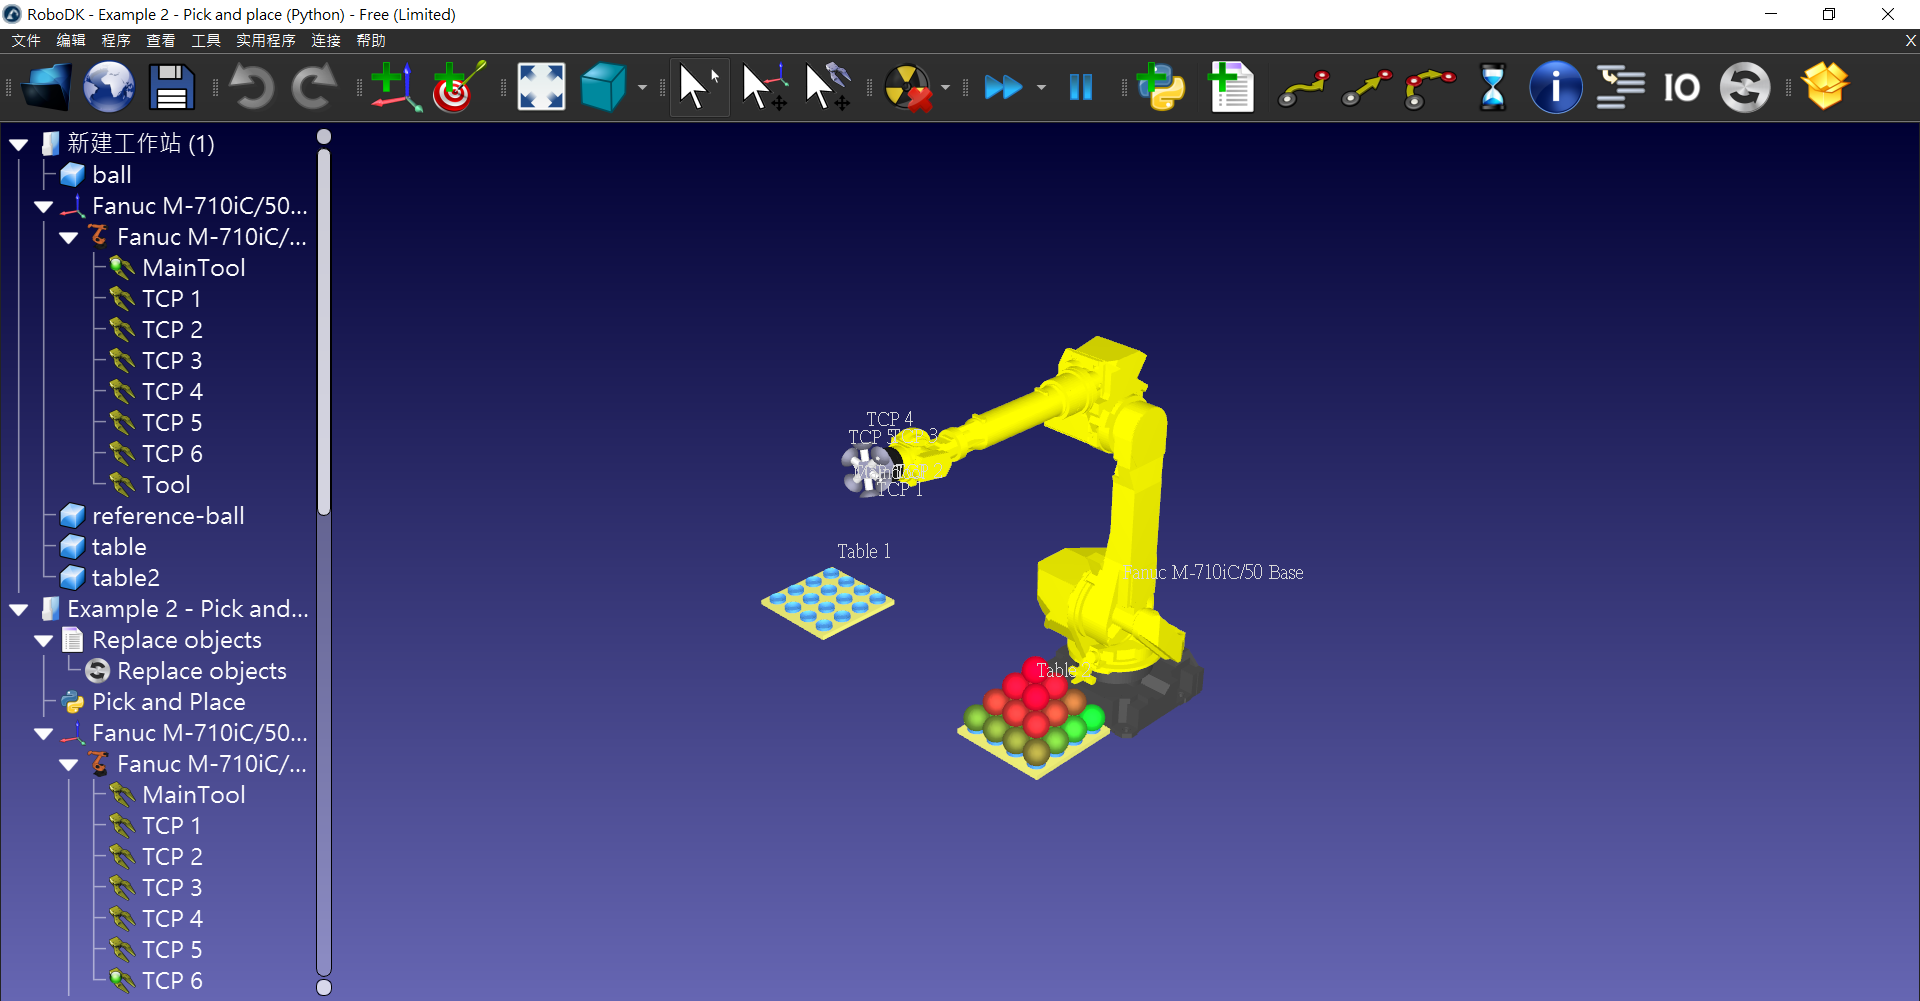 RoboDK - Example 2 - Pick and place (Python) - Free (Limited)
文件 编辑 程序 查看 工具 实用程序 连接 帮助 X
IO
新建工作站 (1)
ball
Fanuc M-710iC/50...
Fanuc M-710iC/...
MainTool
TCP 1
TCP 2
TCP 3
TCP 4
TCP 5
TCP 6
Tool
reference-ball
table
table2
Example 2 - Pick and...
Replace objects
Replace objects
Pick and Place
Fanuc M-710iC/50...
Fanuc M-710iC/...
MainTool
TCP 1
TCP 2
TCP 3
TCP 4
TCP 5
TCP 6
TCP 4
TCP 5
TCP 3
TCP 1
Table 1
Fanuc M-710iC/50 Base
Table